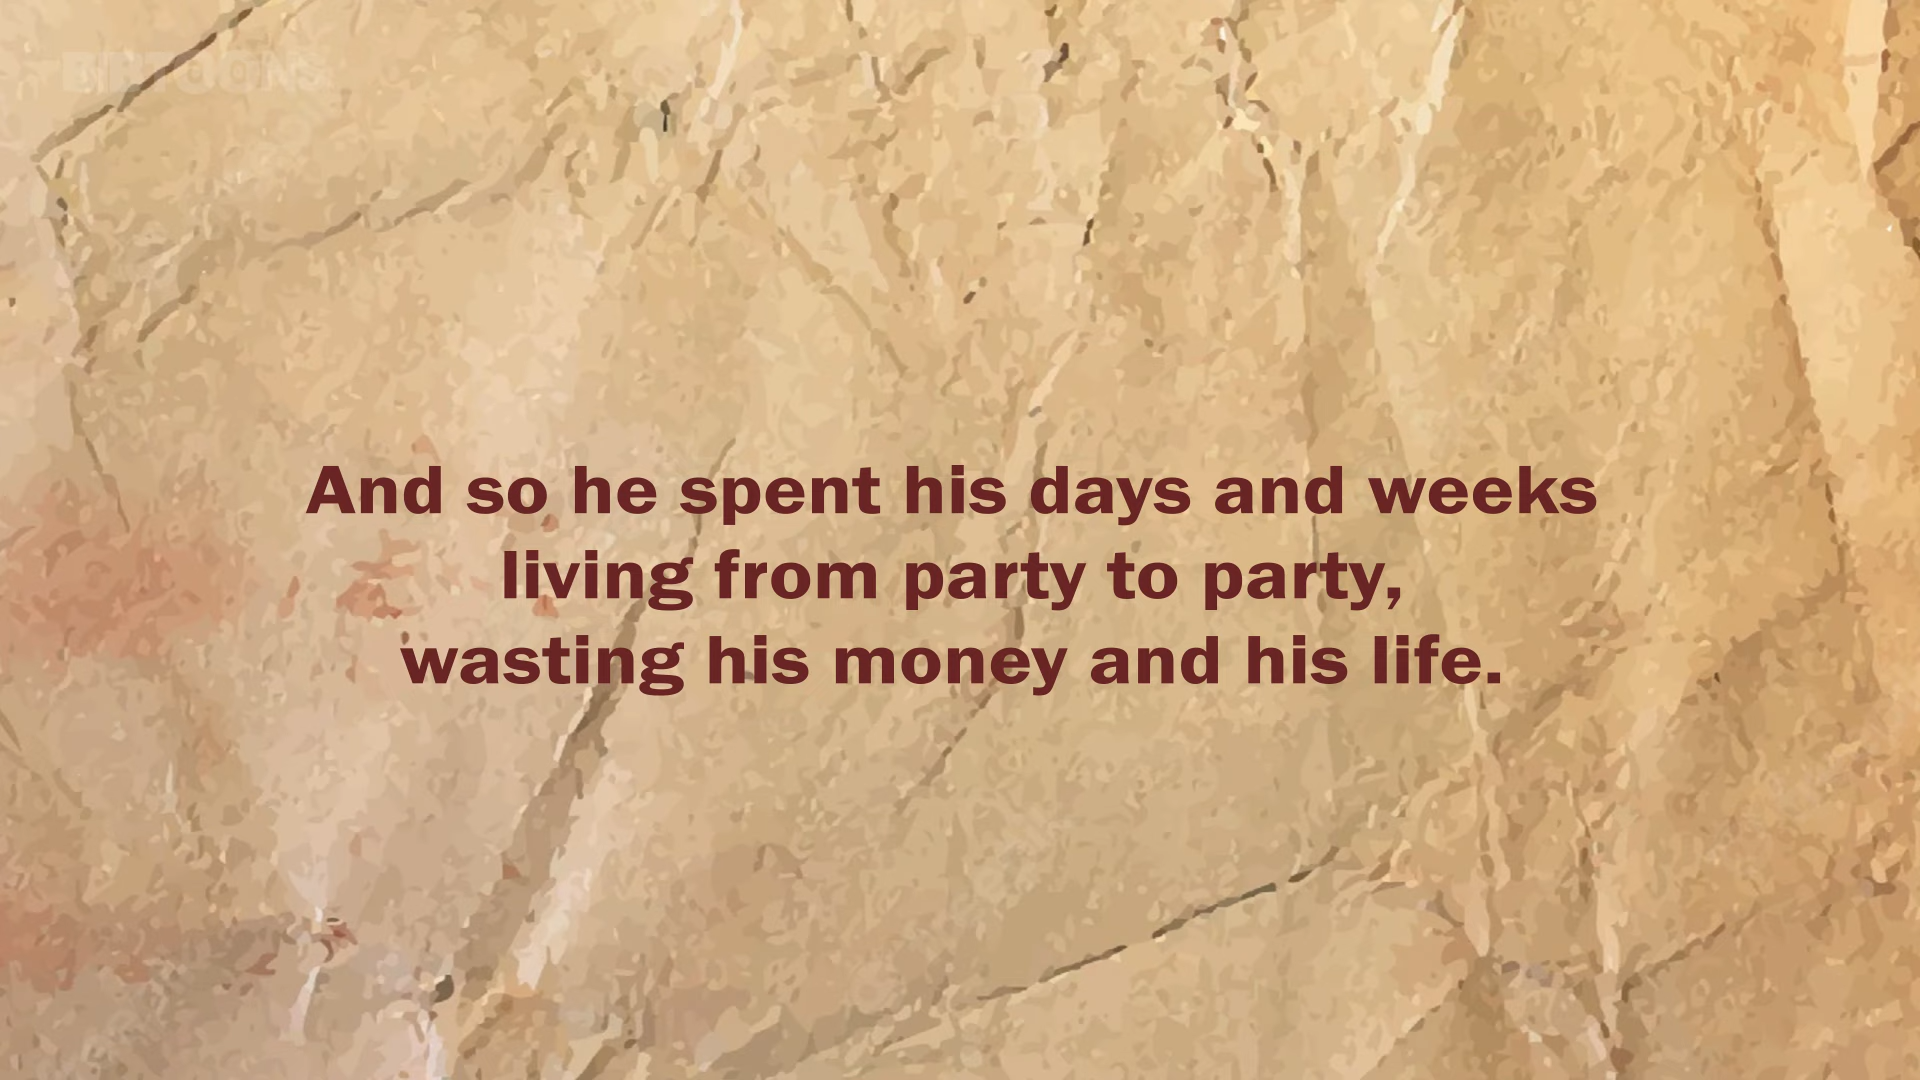 BIRTOONS
And so he spent his days and weeks
living from party to party,
wasting his money and his life.